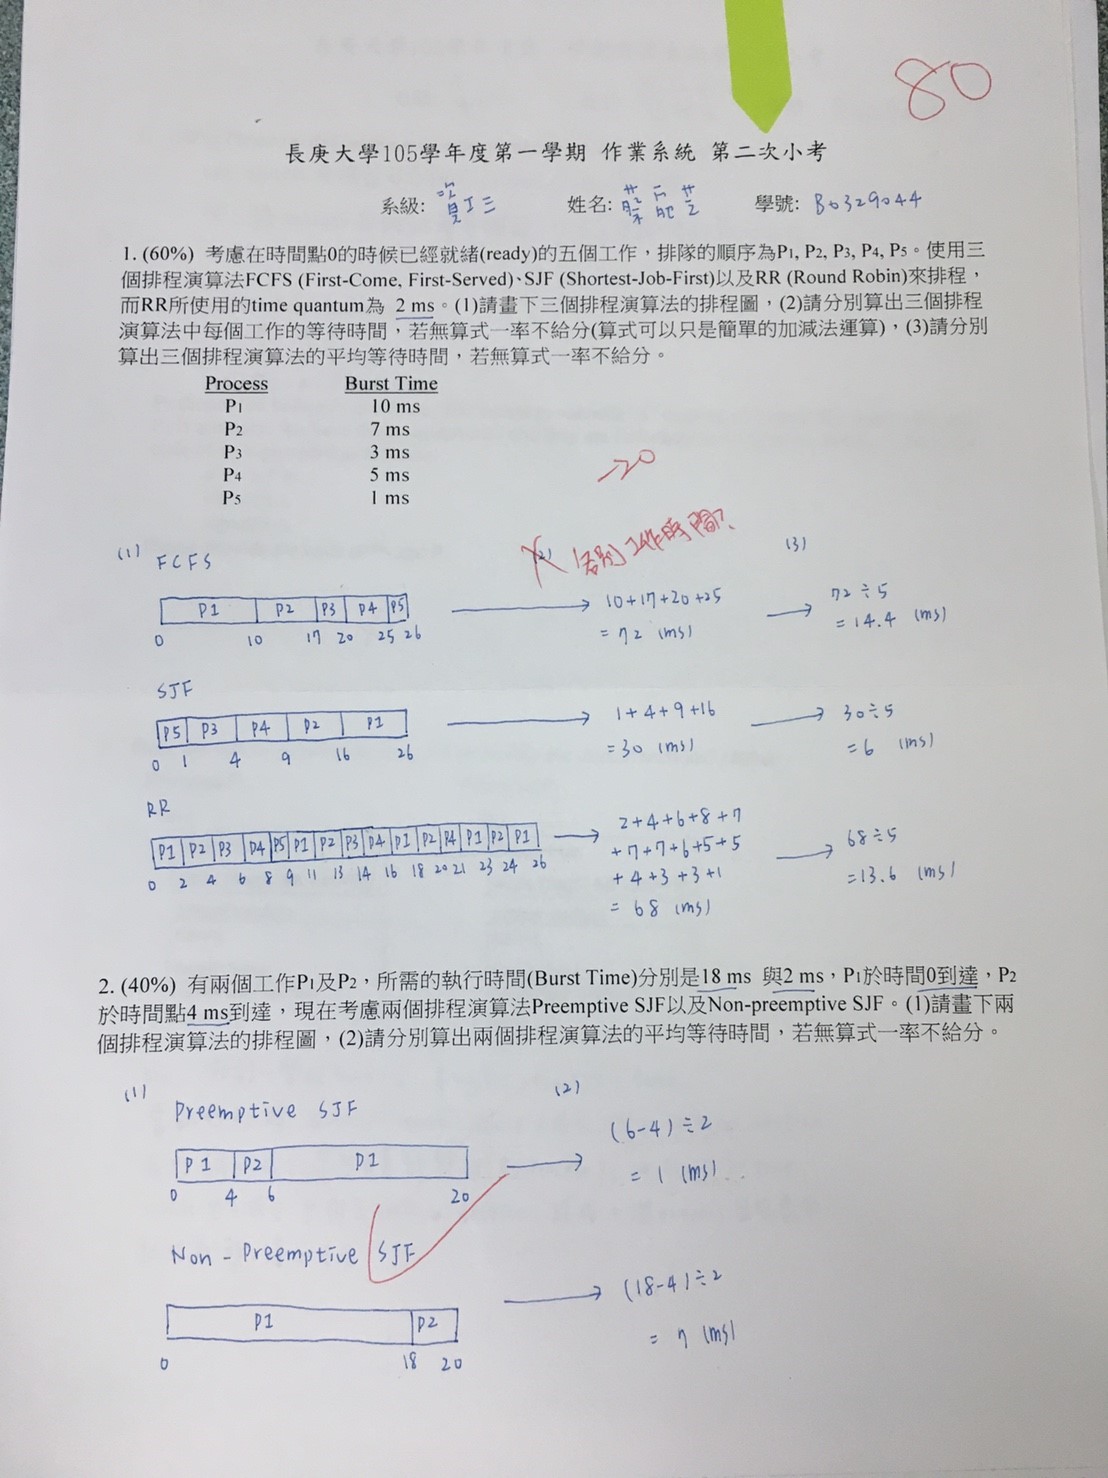 80
長庚大學105學年度第一學期 作業系統 第二次小考
系級: 資工三 姓名: 學號: B0329044
1. (60%) 考慮在時間點0的時候已經就緒(ready)的五個工作，排隊的順序為P1, P2, P3, P4, P5。使用三
個排程演算法FCFS (First-Come, First-Served)、SJF (Shortest-Job-First)以及RR (Round Robin)來排程，
而RR所使用的time quantum為 2 ms。(1)請畫下三個排程演算法的排程圖，(2)請分別算出三個排程
演算法中每個工作的等待時間，若無算式一率不給分(算式可以只是簡單的加減法運算)，(3)請分別
算出三個排程演算法的平均等待時間，若無算式一率不給分。
Process Burst Time
P1 10 ms
P2 7 ms
P3 3 ms
P4 5 ms
P5 1 ms
-20
(1) FCFS (2) 個別工作時間? (3)
P1 P2 P3 P4 P5 10+17+20+25 72÷5
0 10 17 20 25 26 = 72 (ms) = 14.4 (ms)
SJF
P5 P3 P4 P2 P1 1+4+9+16 30÷5
0 1 4 9 16 26 =30 (ms) =6 (ms)
RR
P1 P2 P3 P4 P5 P1 P2 P3 P4 P1 P2 P4 P1 P2 P1
0 2 4 6 8 9 11 13 14 16 18 20 21 23 24 26
2+4+6+8+7
+7+7+6+5+5 68÷5
+4+3+3+1 =13.6 (ms)
= 68 (ms)
2. (40%) 有兩個工作P1及P2，所需的執行時間(Burst Time)分別是18 ms 與2 ms，P1於時間0到達，P2
於時間點4 ms到達，現在考慮兩個排程演算法Preemptive SJF以及Non-preemptive SJF。(1)請畫下兩
個排程演算法的排程圖，(2)請分別算出兩個排程演算法的平均等待時間，若無算式一率不給分。
(1) (2)
Preemptive SJF
P1 P2 P1 (6-4)÷2
0 4 6 20 = 1 (ms)
Non-Preemptive SJF
P1 P2 (18-4)÷2
0 18 20 = 7 (ms)